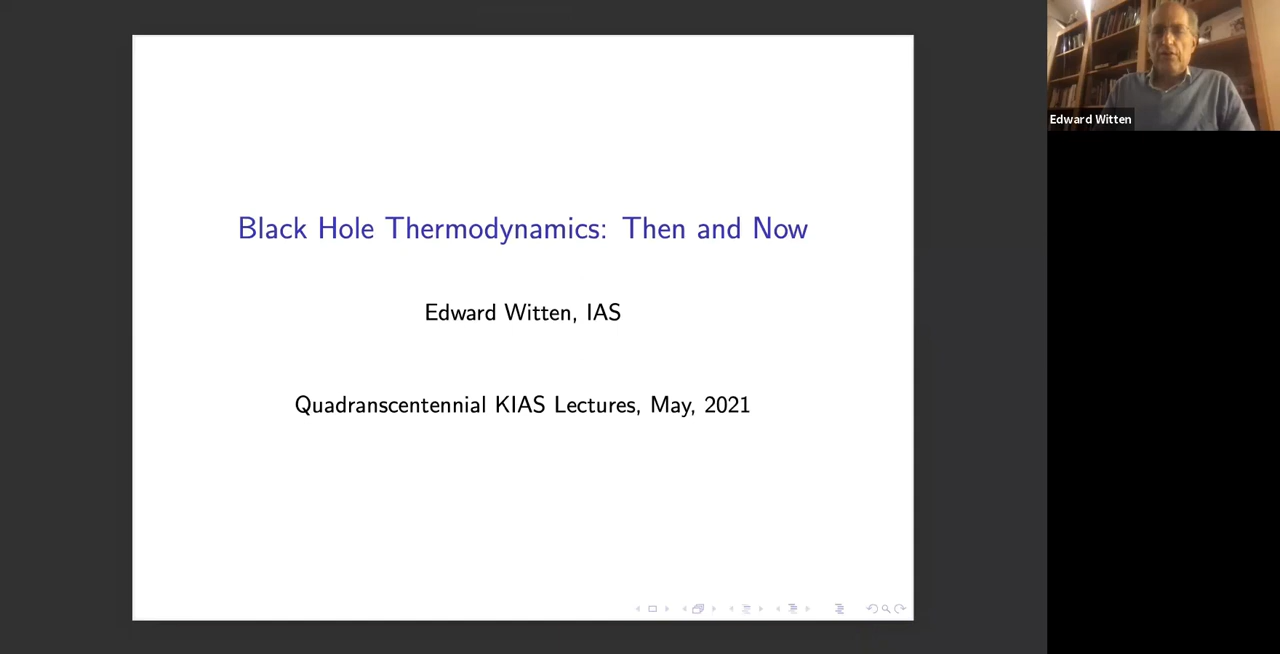 Black Hole Thermodynamics: Then and Now
Edward Witten, IAS
Quadranscentennial KIAS Lectures, May, 2021
Edward Witten